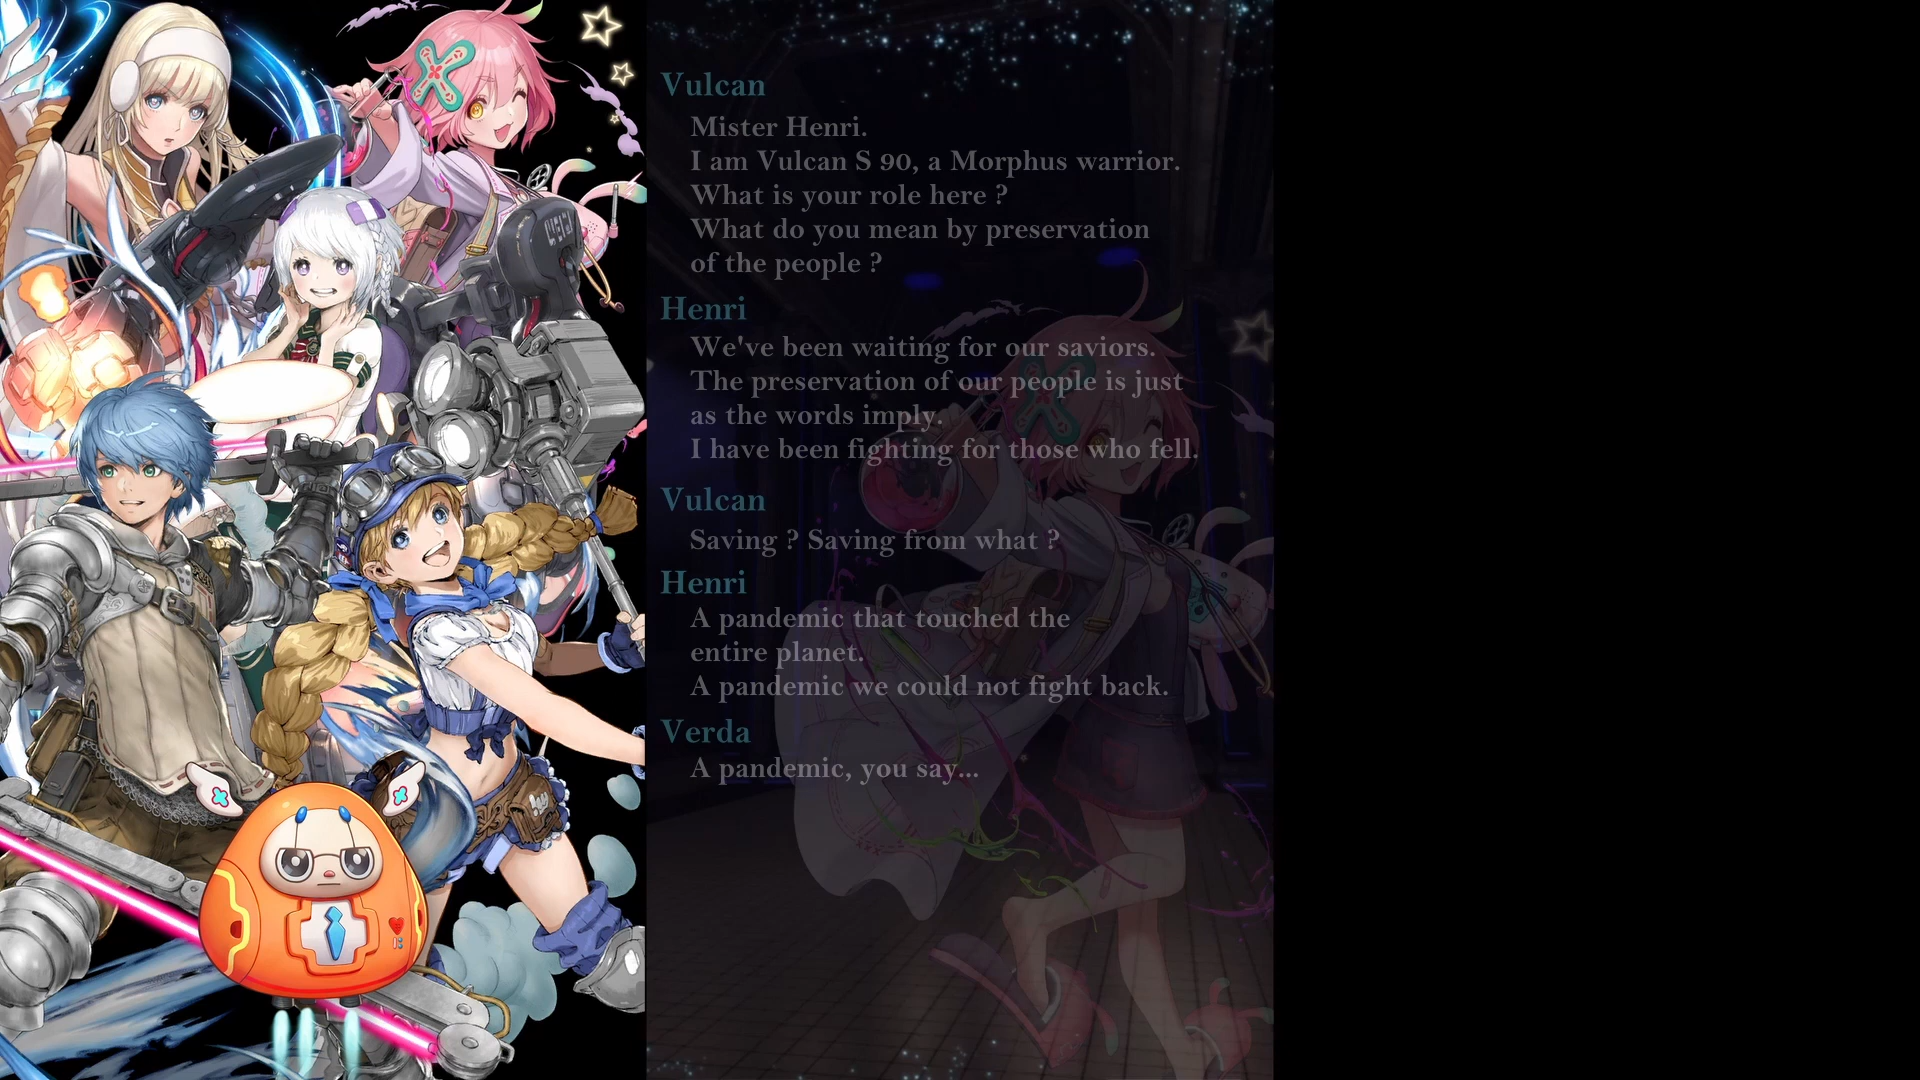 Vulcan
Mister Henri.
I am Vulcan S 90, a Morphus warrior.
What is your role here ?
What do you mean by preservation
of the people ?
Henri
We've been waiting for our saviors.
The preservation of our people is just
as the words imply.
I have been fighting for those who fell.
Vulcan
Saving ? Saving from what ?
Henri
A pandemic that touched the
entire planet.
A pandemic we could not fight back.
Verda
A pandemic, you say...